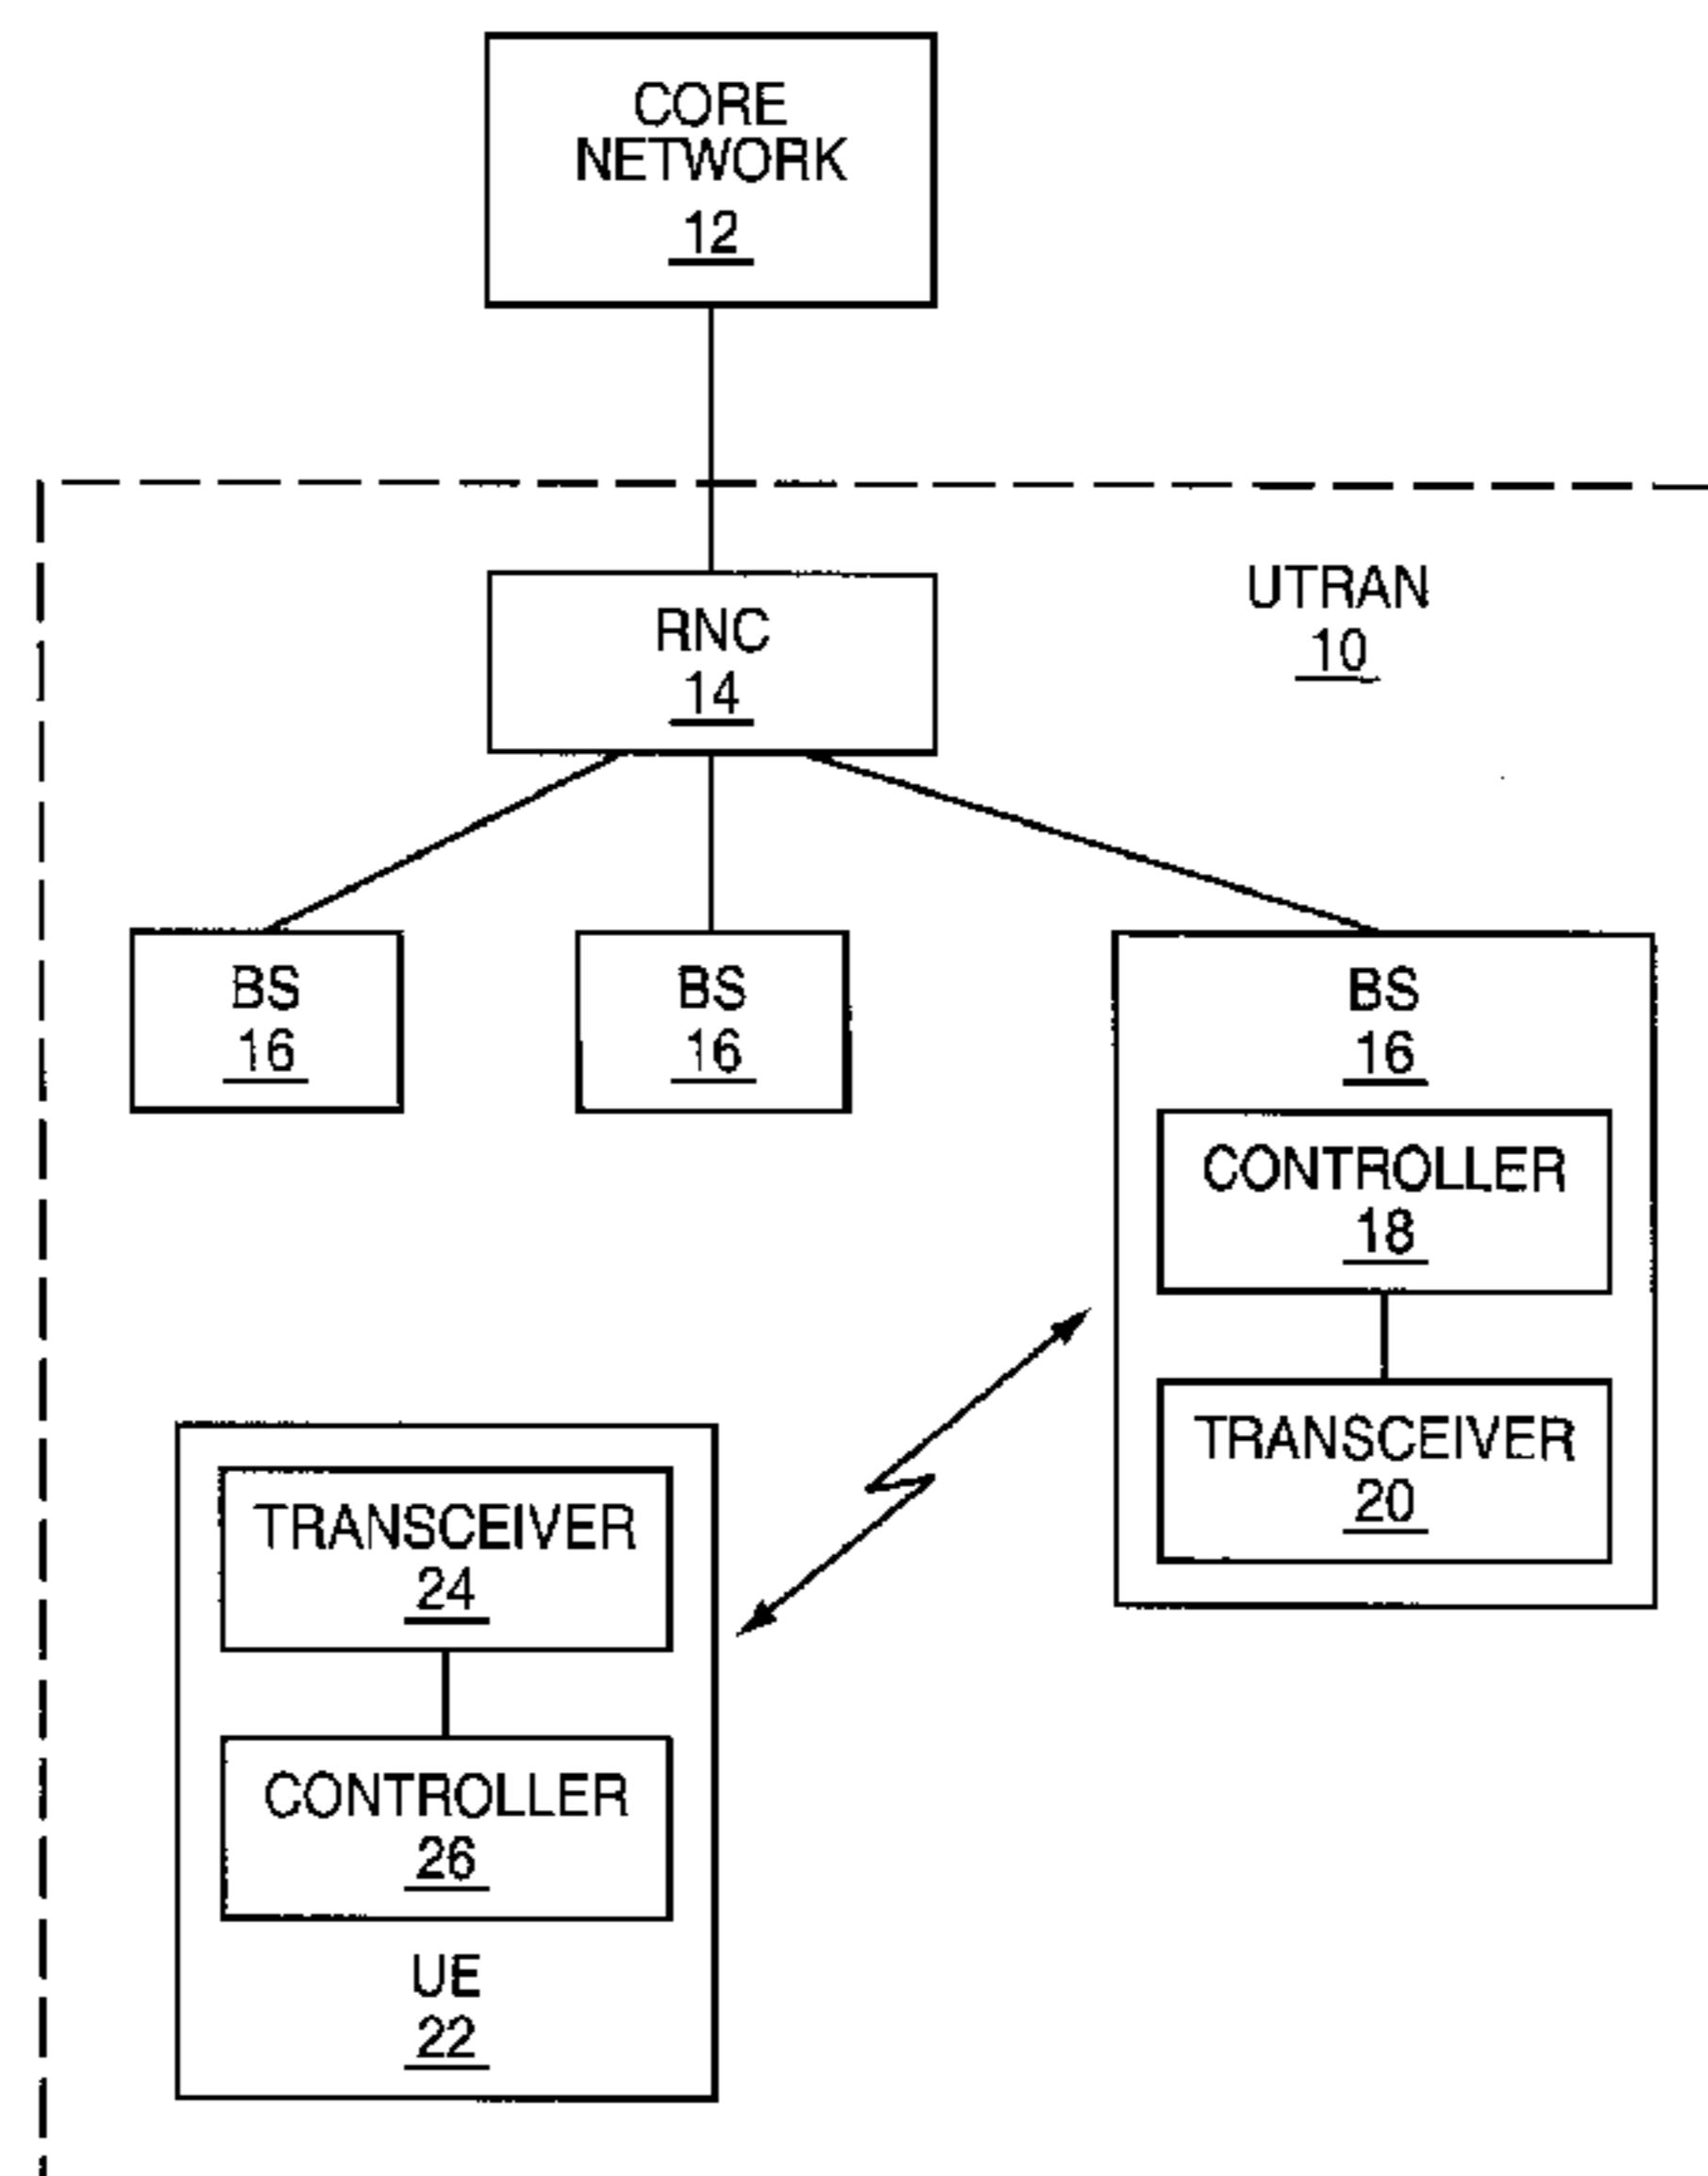 CORE
NETWORK
12
UTRAN
10
RNC
14
BS
16
BS
16
BS
16
CONTROLLER
18
TRANSCEIVER
20
TRANSCEIVER
24
CONTROLLER
26
UE
22